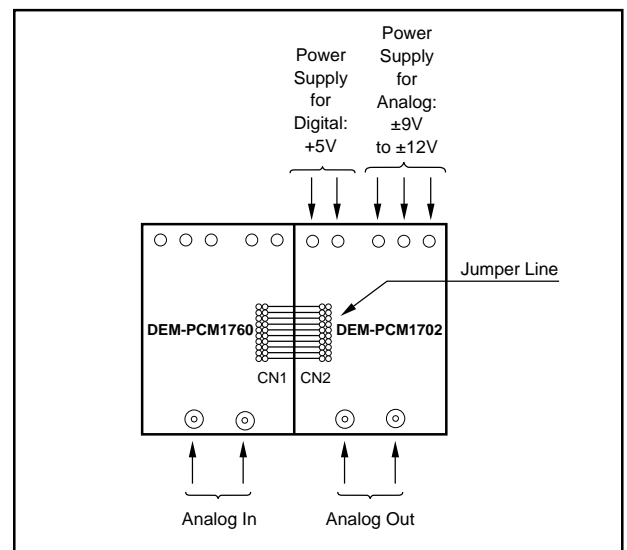 Power
Supply
for
Digital:
+5V
Power
Supply
for
Analog:
±9V
to ±12V
Jumper Line
DEM-PCM1760
DEM-PCM1702
CN1
CN2
Analog In
Analog Out